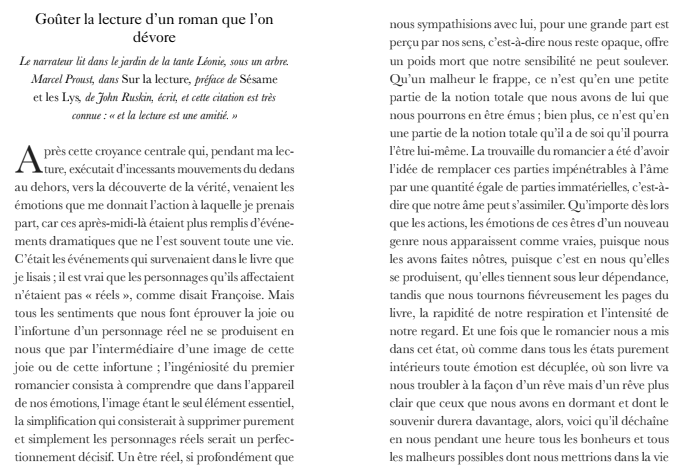 Goûter la lecture d’un roman que l’on
dévore
Le narrateur lit dans le jardin de la tante Léonie, sous un arbre.
Marcel Proust, dans Sur la lecture, préface de Sésame
et les Lys, de John Ruskin, écrit, et cette citation est très
connue : « et la lecture est une amitié. »
Après cette croyance centrale qui, pendant ma lec-
ture, exécutait d’incessants mouvements du dedans
au dehors, vers la découverte de la vérité, venaient les
émotions que me donnait l’action à laquelle je prenais
part, car ces après-midi-là étaient plus remplis d’événe-
ments dramatiques que ne l’est souvent toute une vie.
C’était les événements qui survenaient dans le livre que
je lisais ; il est vrai que les personnages qu’ils affectaient
n’étaient pas « réels », comme disait Françoise. Mais
tous les sentiments que nous font éprouver la joie ou
l’infortune d’un personnage réel ne se produisent en
nous que par l’intermédiaire d’une image de cette
joie ou de cette infortune ; l’ingéniosité du premier
romancier consista à comprendre que dans l’appareil
de nos émotions, l’image étant le seul élément essentiel,
la simplification qui consisterait à supprimer purement
et simplement les personnages réels serait un perfec-
tionnement décisif. Un être réel, si profondément que
nous sympathisions avec lui, pour une grande part est
perçu par nos sens, c’est-à-dire nous reste opaque, offre
un poids mort que notre sensibilité ne peut soulever.
Qu’un malheur le frappe, ce n’est qu’en une petite
partie de la notion totale que nous avons de lui que
nous pourrons en être émus ; bien plus, ce n’est qu’en
une partie de la notion totale qu’il a de soi qu’il pourra
l’être lui-même. La trouvaille du romancier a été d’avoir
l’idée de remplacer ces parties impénétrables à l’âme
par une quantité égale de parties immatérielles, c’est-à-
dire que notre âme peut s’assimiler. Qu’importe dès lors
que les actions, les émotions de ces êtres d’un nouveau
genre nous apparaissent comme vraies, puisque nous
les avons faites nôtres, puisque c’est en nous qu’elles
se produisent, qu’elles tiennent sous leur dépendance,
tandis que nous tournons fiévreusement les pages du
livre, la rapidité de notre respiration et l’intensité de
notre regard. Et une fois que le romancier nous a mis
dans cet état, où comme dans tous les états purement
intérieurs toute émotion est décuplée, où son livre va
nous troubler à la façon d’un rêve mais d’un rêve plus
clair que ceux que nous avons en dormant et dont le
souvenir durera davantage, alors, voici qu’il déchaîne
en nous pendant une heure tous les bonheurs et tous
les malheurs possibles dont nous mettrions dans la vie